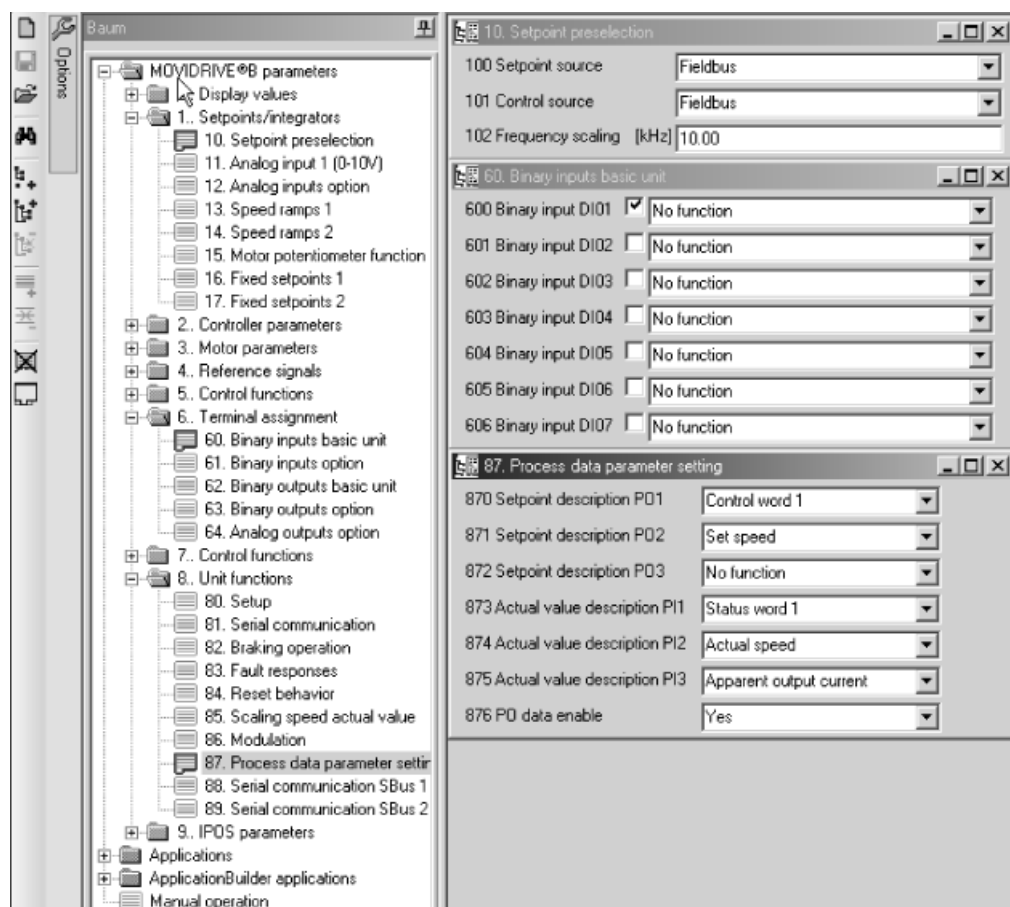 Options
Baum
MOVIDRIVE®B parameters
Display values
1.. Setpoints/integrators
10. Setpoint preselection
11. Analog input 1 (0-10V)
12. Analog inputs option
13. Speed ramps 1
14. Speed ramps 2
15. Motor potentiometer function
16. Fixed setpoints 1
17. Fixed setpoints 2
2.. Controller parameters
3.. Motor parameters
4.. Reference signals
5.. Control functions
6.. Terminal assignment
60. Binary inputs basic unit
61. Binary inputs option
62. Binary outputs basic unit
63. Binary outputs option
64. Analog outputs option
7.. Control functions
8.. Unit functions
80. Setup
81. Serial communication
82. Braking operation
83. Fault responses
84. Reset behavior
85. Scaling speed actual value
86. Modulation
87. Process data parameter settir
88. Serial communication SBus 1
89. Serial communication SBus 2
9.. IPOS parameters
Applications
ApplicationBuilder applications
Manual operation
10. Setpoint preselection
100 Setpoint source Fieldbus
101 Control source Fieldbus
102 Frequency scaling [kHz] 10.00
60. Binary inputs basic unit
600 Binary input DI01 No function
601 Binary input DI02 No function
602 Binary input DI03 No function
603 Binary input DI04 No function
604 Binary input DI05 No function
605 Binary input DI06 No function
606 Binary input DI07 No function
87. Process data parameter setting
870 Setpoint description PO1 Control word 1
871 Setpoint description PO2 Set speed
872 Setpoint description PO3 No function
873 Actual value description PI1 Status word 1
874 Actual value description PI2 Actual speed
875 Actual value description PI3 Apparent output current
876 PO data enable Yes